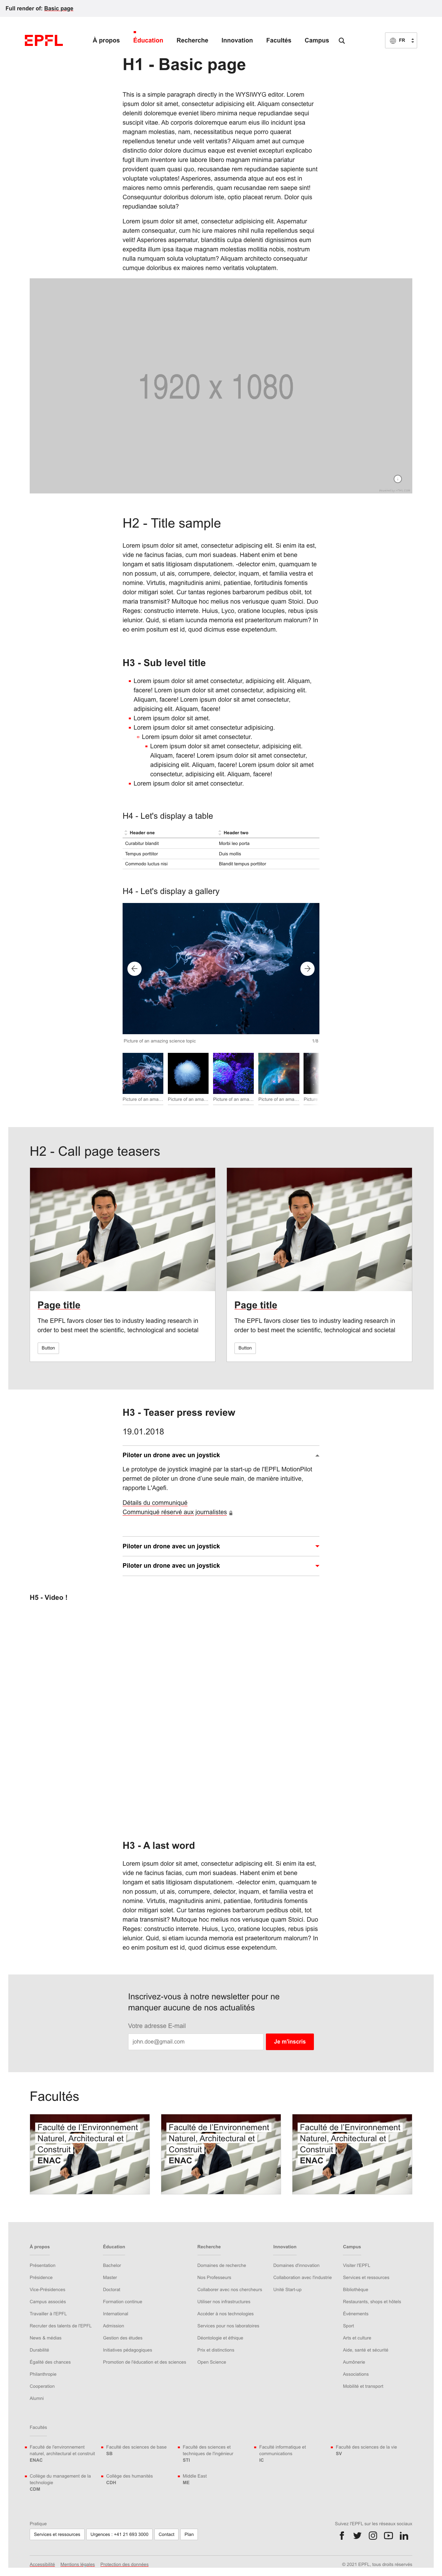 Full render of: Basic page
EPFL
À propos
Éducation
Recherche
Innovation
Facultés
Campus
FR
H1 - Basic page
This is a simple paragraph directly in the WYSIWYG editor. Lorem
ipsum dolor sit amet, consectetur adipisicing elit. Aliquam consectetur
deleniti doloremque eveniet libero minima neque repudiandae sequi
suscipit vitae. Ab corporis doloremque earum eius illo incidunt ipsa
magnam molestias, nam, necessitatibus neque porro quaerat
repellendus tenetur unde velit veritatis? Aliquam amet aut cumque
distinctio dolor dolore ducimus eaque est eveniet excepturi explicabo
fugit illum inventore iure labore libero magnam minima pariatur
provident quam quasi quo, recusandae rem repudiandae sapiente sunt
voluptate voluptates! Asperiores, assumenda atque aut eos est in
maiores nemo omnis perferendis, quam recusandae rem saepe sint!
Consequuntur doloribus dolorum iste, optio placeat rerum. Dolor quis
repudiandae soluta?
Lorem ipsum dolor sit amet, consectetur adipisicing elit. Aspernatur
autem consequatur, cum hic iure maiores nihil nulla repellendus sequi
velit! Asperiores aspernatur, blanditiis culpa deleniti dignissimos eum
expedita illum ipsa itaque magnam molestias mollitia nobis, nostrum
nulla numquam soluta voluptatum? Aliquam architecto consequatur
cumque doloribus ex maiores nemo veritatis voluptatem.
1920 x 1080
H2 - Title sample
Lorem ipsum dolor sit amet, consectetur adipiscing elit. Si enim ita est,
vide ne facinus facias, cum mori suadeas. Habent enim et bene
longam et satis litigiosam disputationem. -delector enim, quamquam te
non possum, ut ais, corrumpere, delector, inquam, et familia vestra et
nomine. Virtutis, magnitudinis animi, patientiae, fortitudinis fomentis
dolor mitigari solet. Cur tantas regiones barbarorum pedibus obiit, tot
maria transmisit? Multoque hoc melius nos veriusque quam Stoici. Duo
Reges: constructio interrete. Huius, Lyco, oratione locuples, rebus ipsis
ielunior. Quid, si etiam iucunda memoria est praeteritorum malorum? In
eo enim positum est id, quod dicimus esse expetendum.
H3 - Sub level title
Lorem ipsum dolor sit amet consectetur, adipisicing elit. Aliquam,
facere! Lorem ipsum dolor sit amet consectetur, adipisicing elit.
Aliquam, facere! Lorem ipsum dolor sit amet consectetur,
adipisicing elit. Aliquam, facere!
Lorem ipsum dolor sit amet.
Lorem ipsum dolor sit amet consectetur adipisicing.
Lorem ipsum dolor sit amet consectetur.
Lorem ipsum dolor sit amet consectetur, adipisicing elit.
Aliquam, facere! Lorem ipsum dolor sit amet consectetur,
adipisicing elit. Aliquam, facere! Lorem ipsum dolor sit amet
consectetur, adipisicing elit. Aliquam, facere!
Lorem ipsum dolor sit amet consectetur.
H4 - Let's display a table
Header one Header two
Curabitur blandit Morbi leo porta
Tempus porttitor Duis mollis
Commodo luctus nisi Blandit tempus porttitor
H4 - Let's display a gallery
Picture of an amazing science topic 1/8
Picture of an ama... Picture of an ama... Picture of an ama... Picture of an ama... Picture
H2 - Call page teasers
Page title
The EPFL favors closer ties to industry leading research in
order to best meet the scientific, technological and societal
Button
Page title
The EPFL favors closer ties to industry leading research in
order to best meet the scientific, technological and societal
Button
H3 - Teaser press review
19.01.2018
Piloter un drone avec un joystick
Le prototype de joystick imaginé par la start-up de l'EPFL MotionPilot
permet de piloter un drone d'une seule main, de manière intuitive,
rapporte L'Agefi.
Détails du communiqué
Communiqué réservé aux journalistes
Piloter un drone avec un joystick
Piloter un drone avec un joystick
H5 - Video !
H3 - A last word
Lorem ipsum dolor sit amet, consectetur adipiscing elit. Si enim ita est,
vide ne facinus facias, cum mori suadeas. Habent enim et bene
longam et satis litigiosam disputationem. -delector enim, quamquam te
non possum, ut ais, corrumpere, delector, inquam, et familia vestra et
nomine. Virtutis, magnitudinis animi, patientiae, fortitudinis fomentis
dolor mitigari solet. Cur tantas regiones barbarorum pedibus obiit, tot
maria transmisit? Multoque hoc melius nos veriusque quam Stoici. Duo
Reges: constructio interrete. Huius, Lyco, oratione locuples, rebus ipsis
ielunior. Quid, si etiam iucunda memoria est praeteritorum malorum? In
eo enim positum est id, quod dicimus esse expetendum.
Inscrivez-vous à notre newsletter pour ne
manquer aucune de nos actualités
Votre adresse E-mail
john.doe@gmail.com
Je m'inscris
Facultés
Faculté de l'Environnement
Naturel, Architectural et
Construit
ENAC
Faculté de l'Environnement
Naturel, Architectural et
Construit
ENAC
Faculté de l'Environnement
Naturel, Architectural et
Construit
ENAC
À propos
Présentation
Présidence
Vice-Présidences
Campus associés
Travailler à l'EPFL
Recruter des talents de l'EPFL
News & médias
Durabilité
Égalité des chances
Philanthropie
Coopération
Alumni
Éducation
Bachelor
Master
Doctorat
Formation continue
International
Admission
Gestion des études
Initiatives pédagogiques
Promotion de l'éducation et des sciences
Recherche
Domaines de recherche
Nos Professeurs
Collaborer avec nos chercheurs
Utiliser nos infrastructures
Accéder à nos technologies
Services pour nos laboratoires
Déontologie et éthique
Prix et distinctions
Open Science
Innovation
Domaines d'innovation
Collaboration avec l'industrie
Unité Start-up
Campus
Visiter l'EPFL
Services et ressources
Bibliothèque
Restaurants, shops et hôtels
Événements
Sport
Arts et culture
Aide, santé et sécurité
Aumônerie
Associations
Mobilité et transport
Facultés
Faculté de l'environnement
naturel, architectural et construit
ENAC
Faculté des sciences de base
SB
Faculté des sciences et
techniques de l'ingénieur
STI
Faculté informatique et
communications
IC
Faculté des sciences de la vie
SV
Collège du management de la
technologie
CDM
Collège des humanités
CDH
Middle East
ME
Pratique
Services et ressources
Urgences : +41 21 693 3000
Contact
Plan
Suivez l'EPFL sur les réseaux sociaux
Accessibilité
Mentions légales
Protection des données
© 2021 EPFL, tous droits réservés